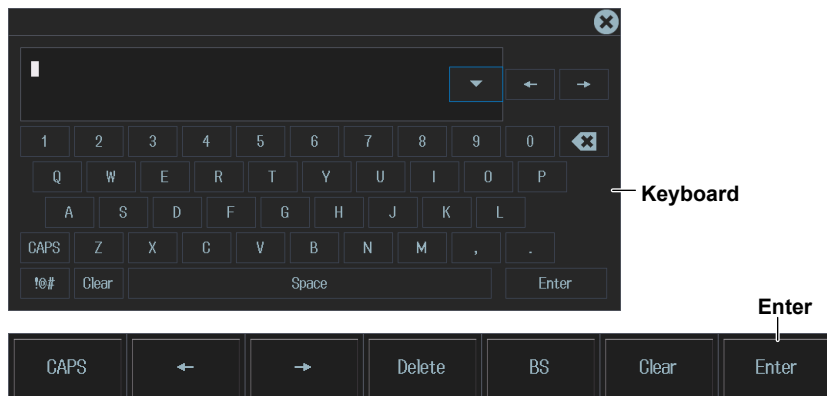 1 2 3 4 5 6 7 8 9 0
Q W E R T Y U I O P
Keyboard
A S D F G H J K L
CAPS Z X C V B N M , .
!@# Clear Space Enter
Enter
CAPS ← → Delete BS Clear Enter